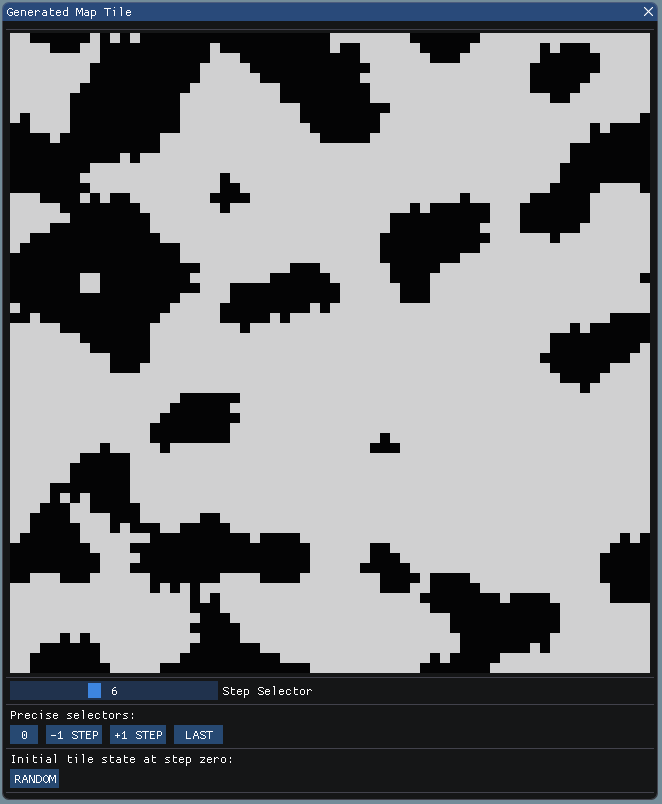 Generated Map Tile
6 Step Selector
Precise selectors:
0 -1 STEP +1 STEP LAST
Initial tile state at step zero:
RANDOM